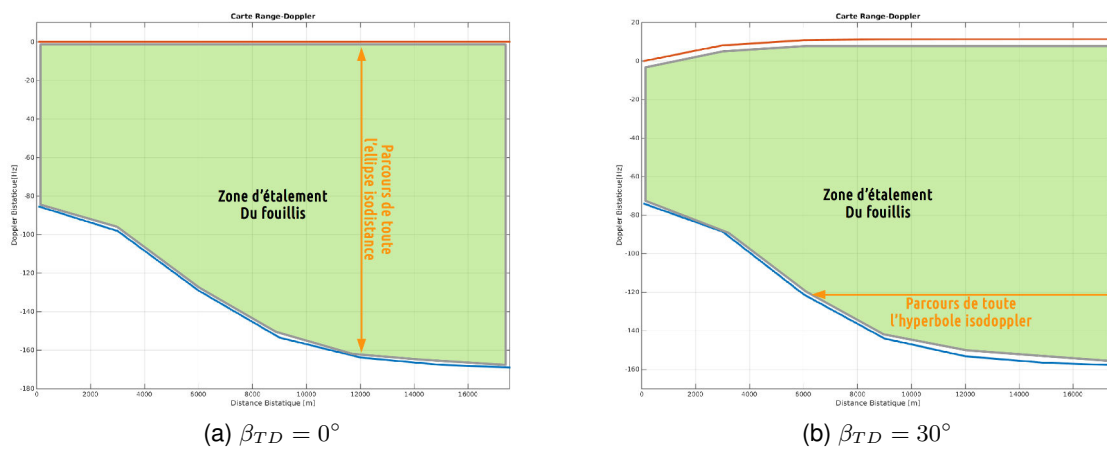 Carte Range-Doppler
0
-20
-40
-60
-80
-100
-120
-140
-160
-180
Doppler Bistatique[Hz]
Zone d'étalement
Du fouillis
Parcours de toute
l'ellipse isodistance
0
2000
4000
6000
8000
10000
12000
14000
16000
Distance Bistatique [m]
(a) β_TD = 0°
Carte Range-Doppler
20
0
-20
-40
-60
-80
-100
-120
-140
-160
Doppler Bistatique[Hz]
Zone d'étalement
Du fouillis
Parcours de toute
l'hyperbole isodoppler
0
2000
4000
6000
8000
10000
12000
14000
16000
Distance Bistatique [m]
(b) β_TD = 30°